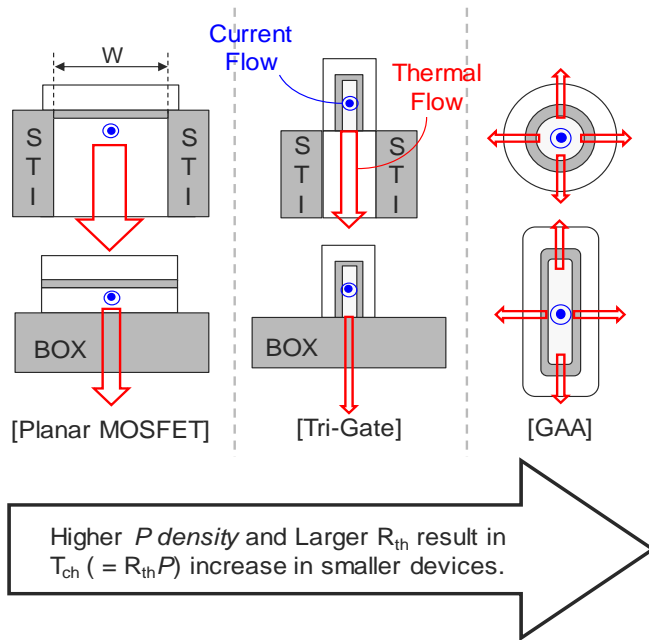 W
Current
Flow
Thermal
Flow
S
T
I
S
T
I
S
T
I
S
T
I
BOX
BOX
[Planar MOSFET]
[Tri-Gate]
[GAA]
Higher P density and Larger Rth result in
Tch ( = RthP) increase in smaller devices.